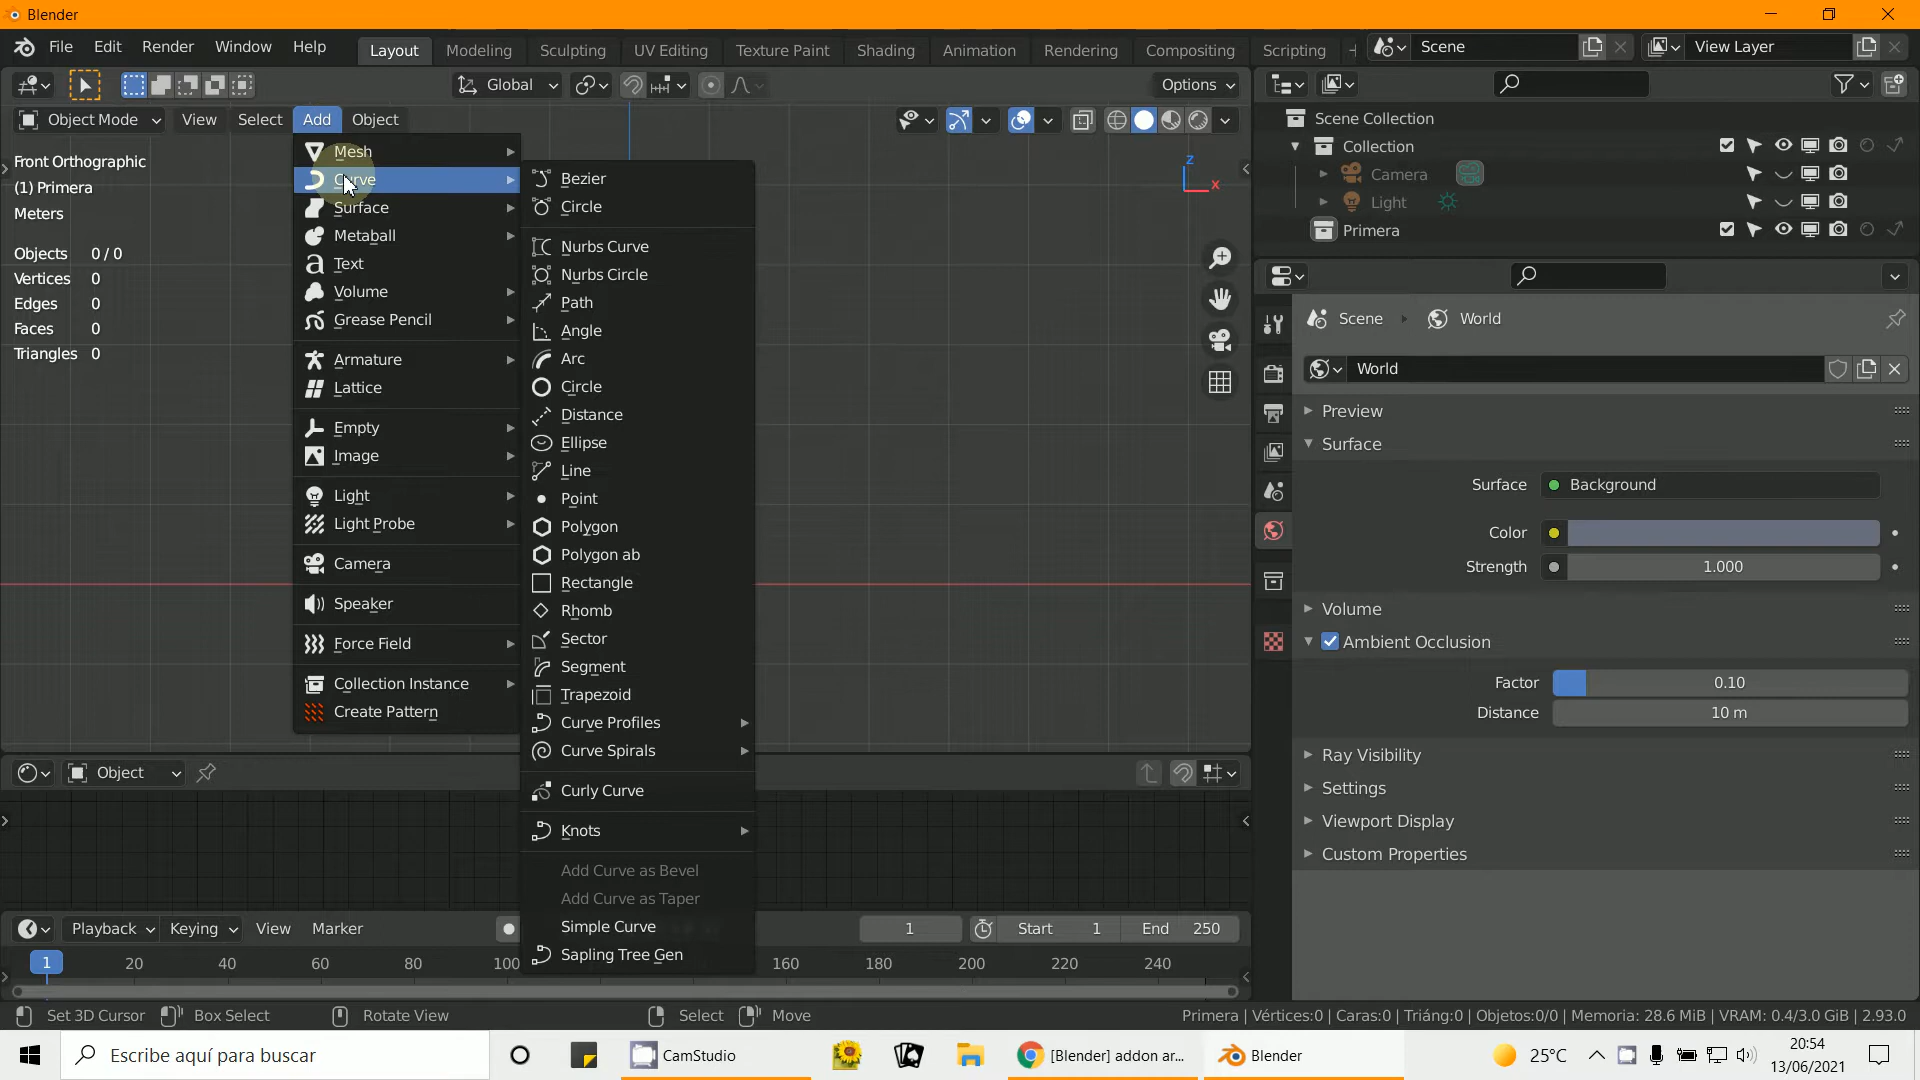 Blender
File Edit Render Window Help Layout Modeling Sculpting UV Editing Texture Paint Shading Animation Rendering Compositing Scripting Scene View Layer
Global Options
Object Mode View Select Add Object
Front Orthographic
(1) Primera
Meters
Objects 0 / 0
Vertices 0
Edges 0
Faces 0
Triangles 0
Mesh
Curve
Surface
Metaball
Text
Volume
Grease Pencil
Armature
Lattice
Empty
Image
Light
Light Probe
Camera
Speaker
Force Field
Collection Instance
Create Pattern
Bezier
Circle
Nurbs Curve
Nurbs Circle
Path
Angle
Arc
Circle
Distance
Ellipse
Line
Point
Polygon
Polygon ab
Rectangle
Rhomb
Sector
Segment
Trapezoid
Curve Profiles
Curve Spirals
Curly Curve
Knots
Add Curve as Bevel
Add Curve as Taper
Simple Curve
Sapling Tree Gen
Z
X
Scene Collection
Collection
Camera
Light
Primera
Scene World
World
Preview
Surface
Surface Background
Color
Strength 1.000
Volume
Ambient Occlusion
Factor 0.10
Distance 10 m
Ray Visibility
Settings
Viewport Display
Custom Properties
Object
Playback Keying View Marker 1 Start 1 End 250
1 20 40 60 80 100 160 180 200 220 240
Set 3D Cursor Box Select Rotate View Select Move Primera | Vértices:0 | Caras:0 | Triáng:0 | Objetos:0/0 | Memoria: 28.6 MiB | VRAM: 0.4/3.0 GiB | 2.93.0
Escribe aquí para buscar CamStudio [Blender] addon ar... Blender 25°C 20:54
13/06/2021